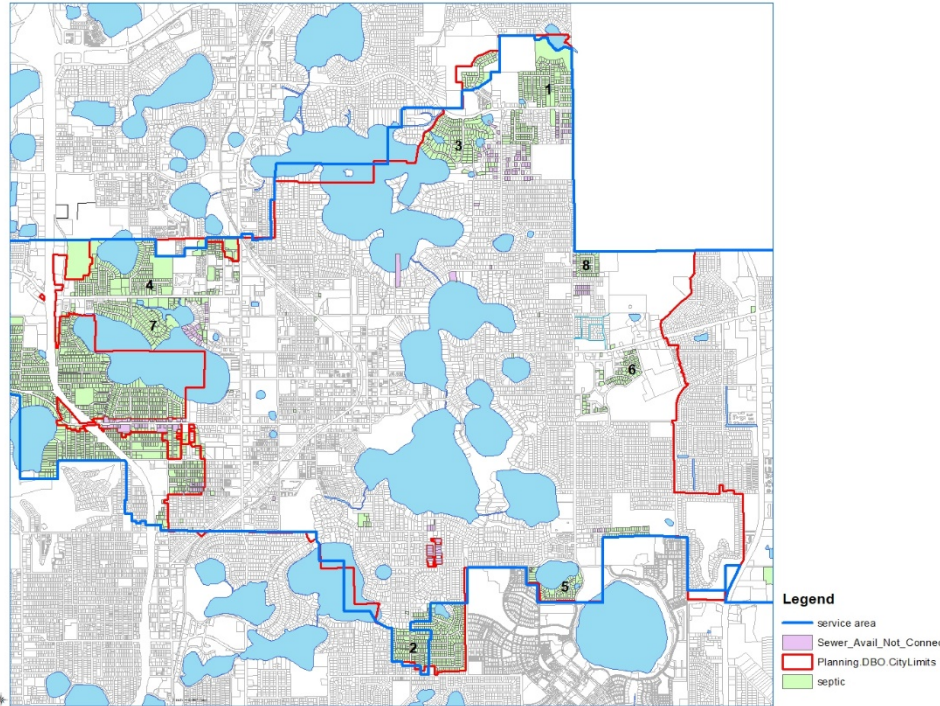 1
3
8
4
7
6
5
2
Legend
service area
Sewer_Avail_Not_Connec
Planning.DBO.CityLimits
septic